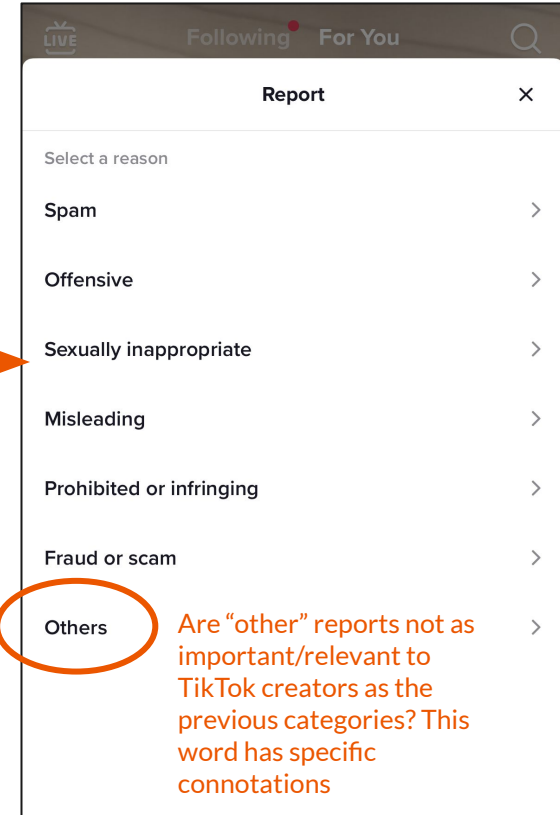 LIVE Following For You
Report
Select a reason
Spam
Offensive
Sexually inappropriate
Misleading
Prohibited or infringing
Fraud or scam
Others
Are “other” reports not as
important/relevant to
TikTok creators as the
previous categories? This
word has specific
connotations